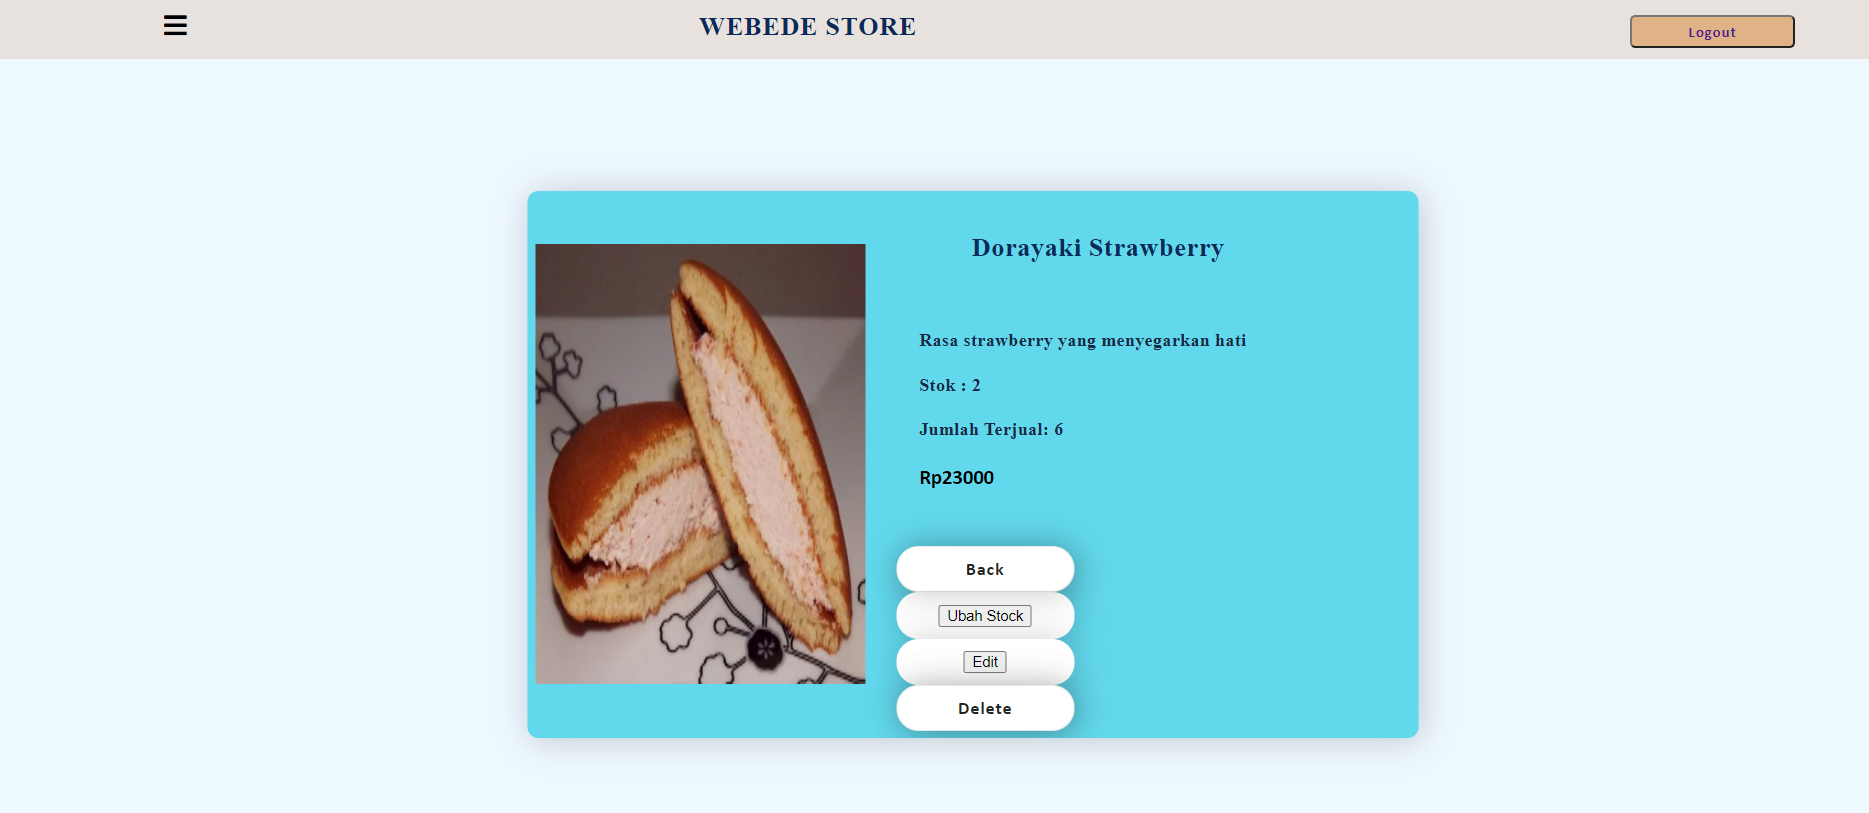 WEBEDE STORE
Logout
Dorayaki Strawberry
Rasa strawberry yang menyegarkan hati
Stok : 2
Jumlah Terjual: 6
Rp23000
Back
Ubah Stock
Edit
Delete